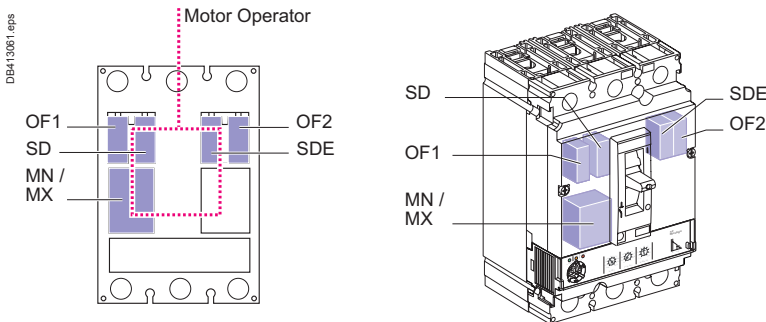 DB413061.eps
Motor Operator
OF1
SD
MN /
MX
OF2
SDE
SD
OF1
MN /
MX
SDE
OF2